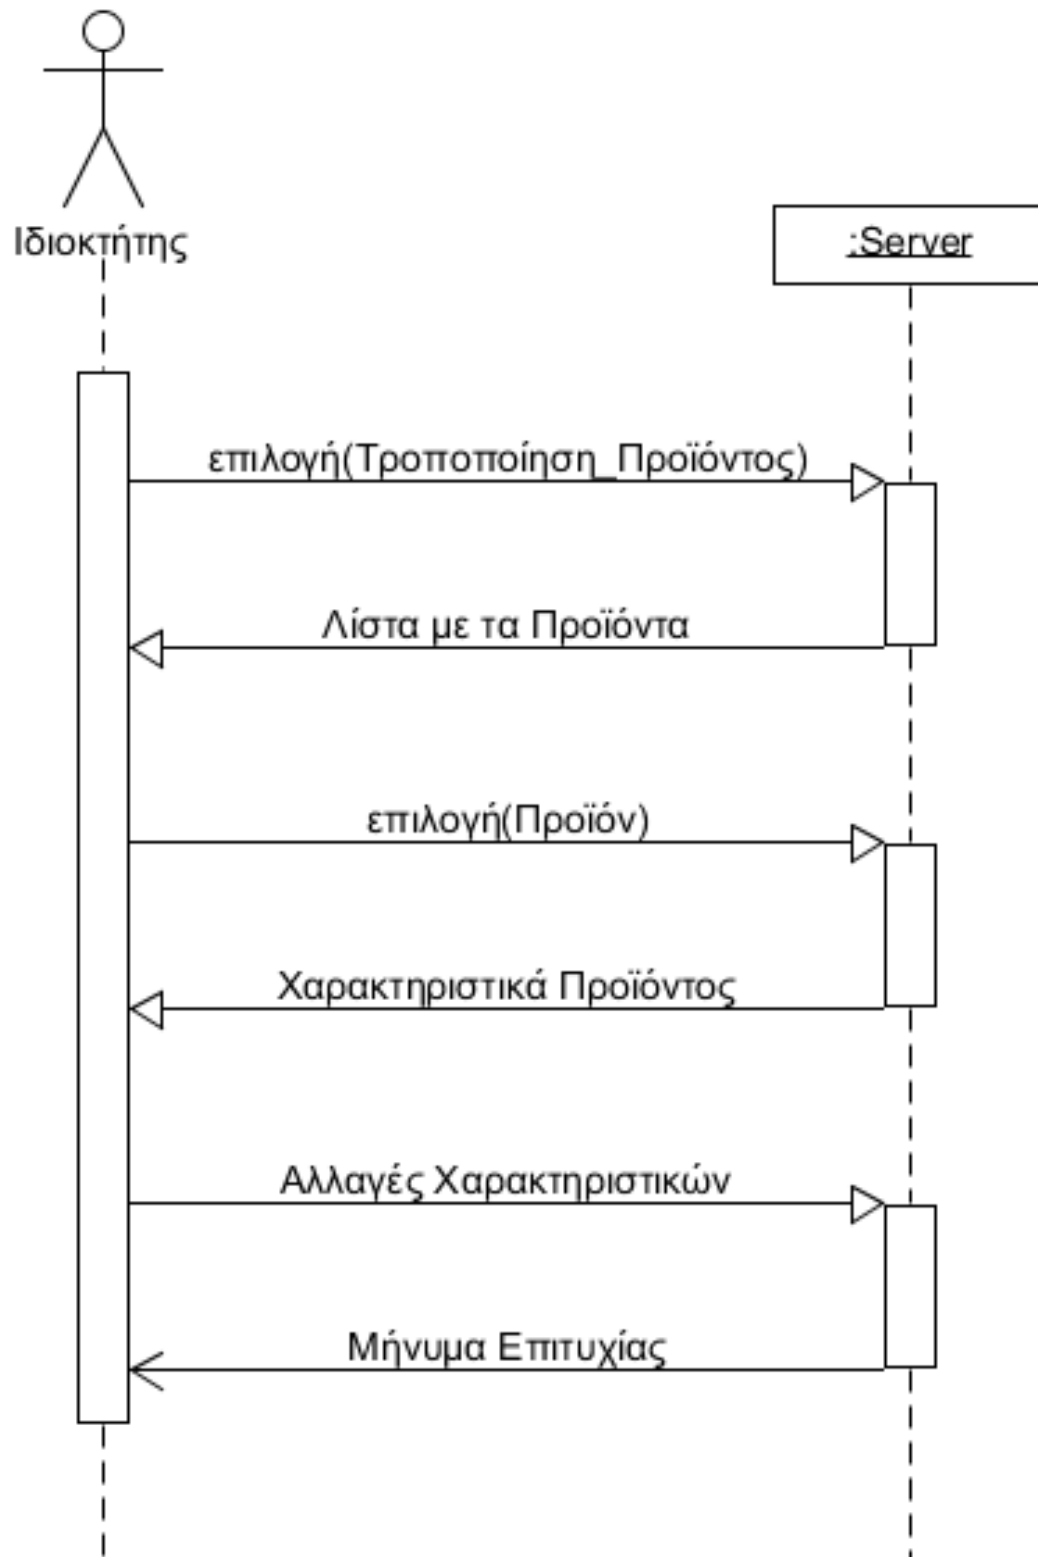 Ιδιοκτήτης
:Server
επιλογή(Τροποποίηση_Προϊόντος)
Λίστα με τα Προϊόντα
επιλογή(Προϊόν)
Χαρακτηριστικά Προϊόντος
Αλλαγές Χαρακτηριστικών
Μήνυμα Επιτυχίας